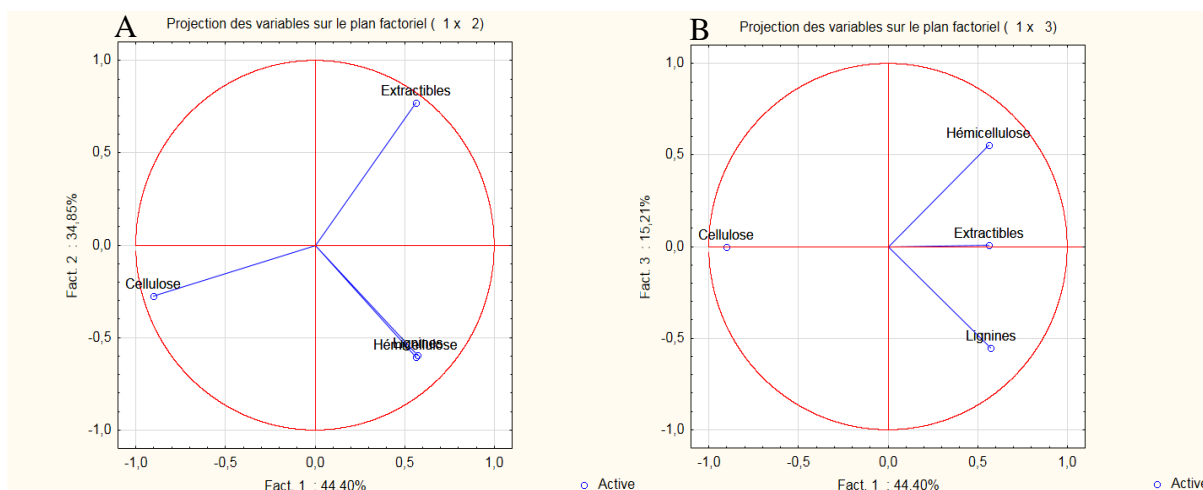 A
Projection des variables sur le plan factoriel ( 1 x 2)
1,0
Extractibles
0,5
Fact. 2 : 34,85%
0,0
Cellulose
-0,5
Lignines
Hémicellulose
-1,0
-1,0 -0,5 0,0 0,5 1,0
Fact. 1 : 44,40%
Active
B
Projection des variables sur le plan factoriel ( 1 x 3)
1,0
Hémicellulose
0,5
Fact. 3 : 15,21%
Extractibles
Cellulose
0,0
Lignines
-0,5
-1,0
-1,0 -0,5 0,0 0,5 1,0
Fact. 1 : 44,40%
Active